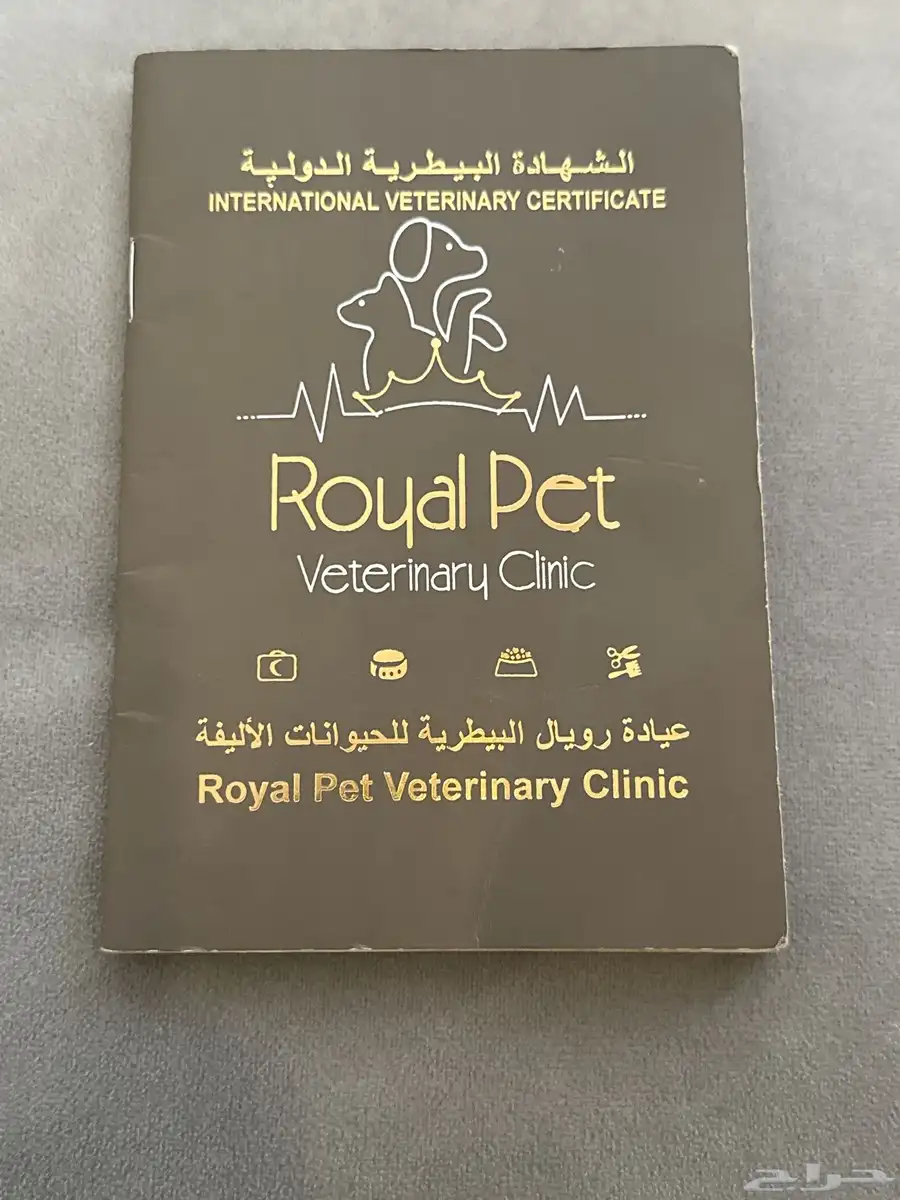 الشهادة البيطرية الدولية
INTERNATIONAL VETERINARY CERTIFICATE
Royal Pet
Veterinary Clinic
عيادة رويال البيطرية للحيوانات الأليفة
Royal Pet Veterinary Clinic
حراج